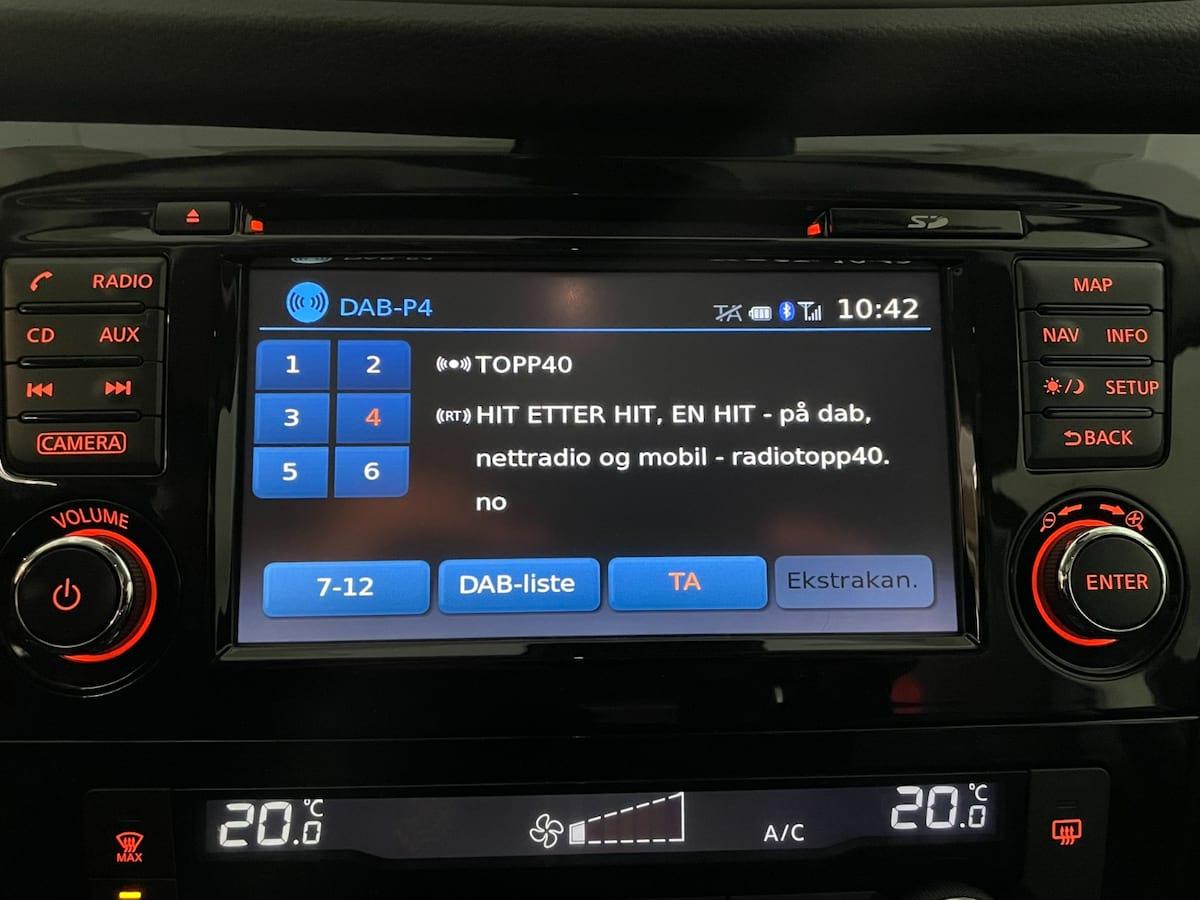 SD
RADIO
CD AUX
CAMERA
VOLUME
DAB-P4
TA 10:42
1 2
3 4
5 6
TOPP40
(RT) HIT ETTER HIT, EN HIT - på dab,
nettradio og mobil - radiotopp40.
no
7-12 DAB-liste TA Ekstrakan.
MAP
NAV INFO
SETUP
BACK
ENTER
MAX
20.0 °C
A/C
20.0 °C